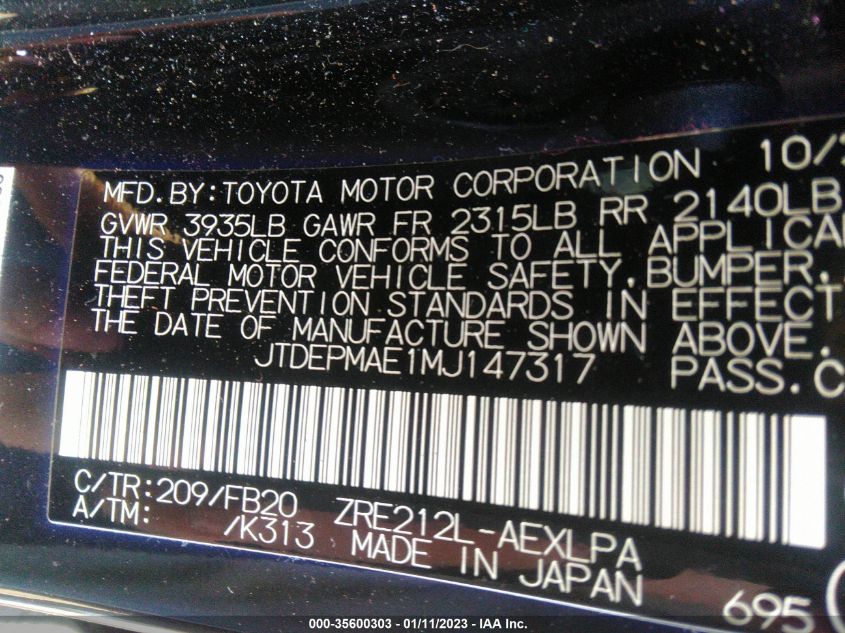 MFD.BY:TOYOTA MOTOR CORPORATION 10/
GVWR 3935LB GAWR FR 2315LB RR 2140LB
THIS VEHICLE CONFORMS TO ALL APPLICA
FEDERAL MOTOR VEHICLE SAFETY,BUMPER,
THEFT PREVENTION STANDARDS IN EFFECT
THE DATE OF MANUFACTURE SHOWN ABOVE.
JTDEPMAE1MJ147317 PASS.C
C/TR:209/FB20 ZRE212L-AEXLPA
A/TM: /K313 MADE IN JAPAN 695
000-35600303 - 01/11/2023 - IAA Inc.